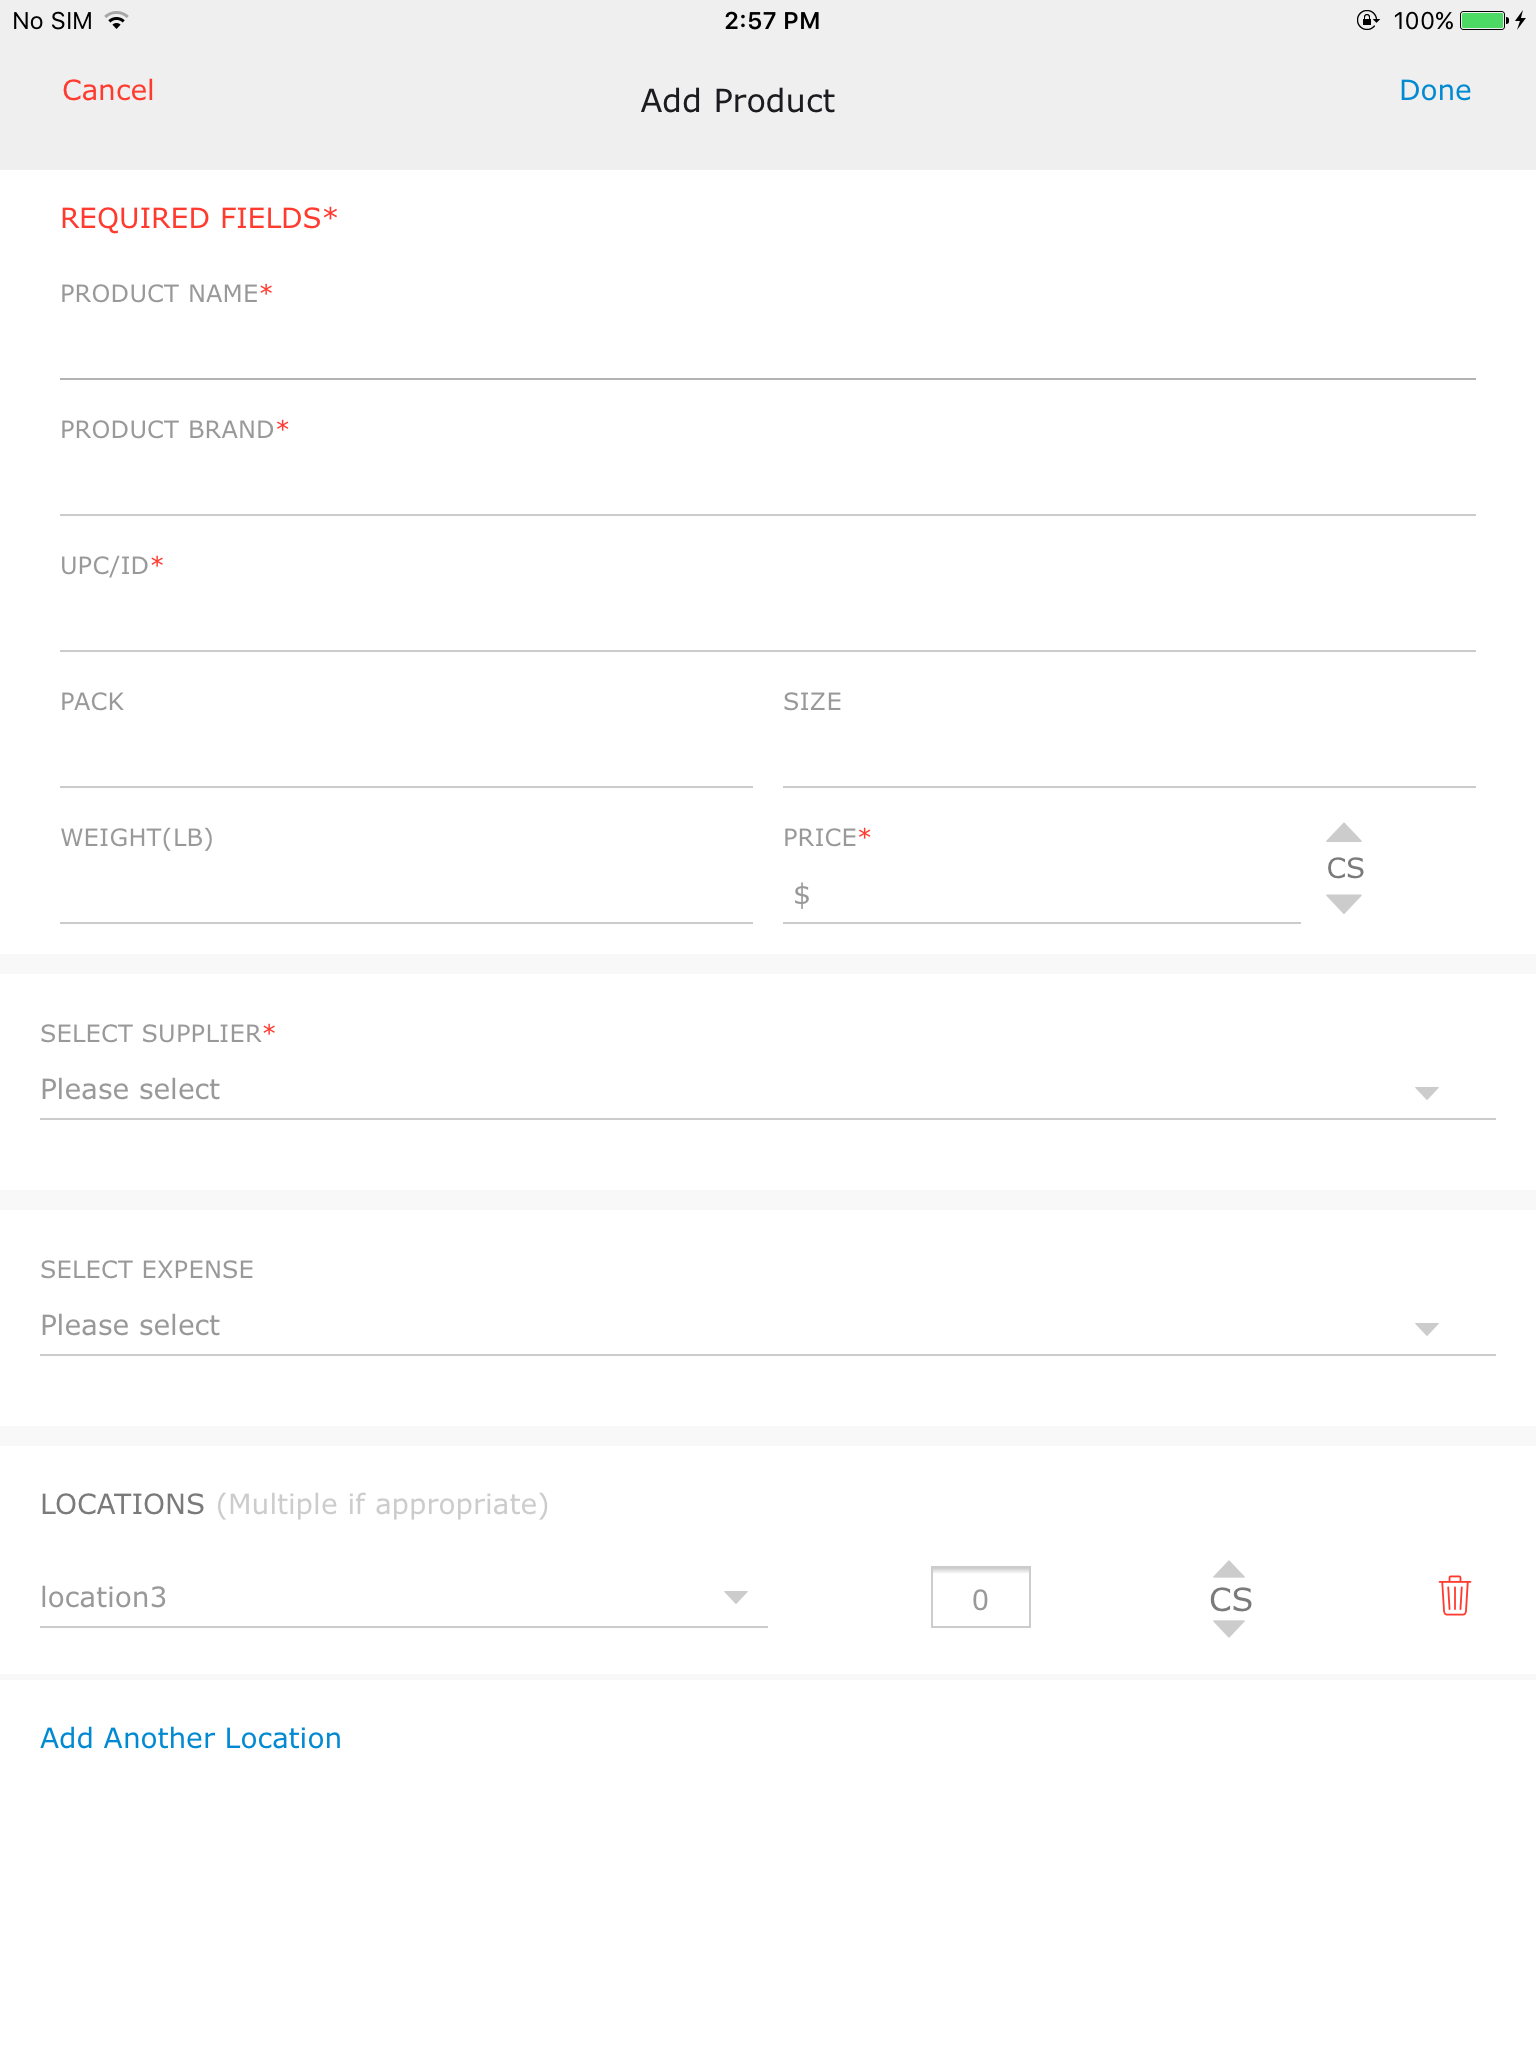 No SIM 2:57 PM 100%
Cancel Add Product Done
REQUIRED FIELDS*
PRODUCT NAME*
PRODUCT BRAND*
UPC/ID*
PACK SIZE
WEIGHT(LB) PRICE*
CS
$
SELECT SUPPLIER*
Please select
SELECT EXPENSE
Please select
LOCATIONS (Multiple if appropriate)
location3 0 CS
Add Another Location